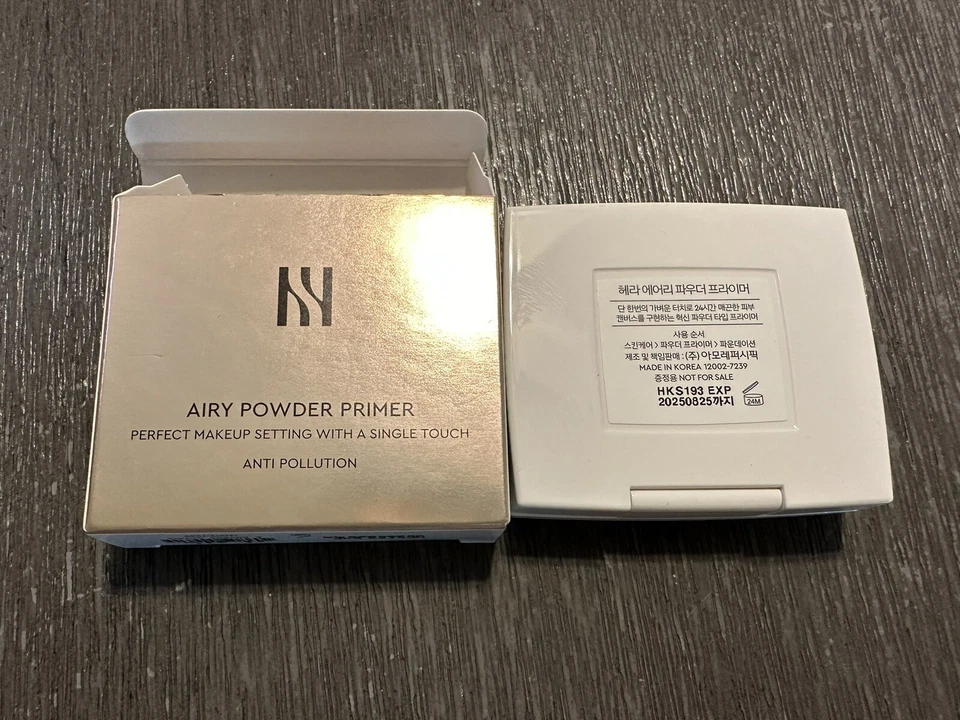 AIRY POWDER PRIMER
PERFECT MAKEUP SETTING WITH A SINGLE TOUCH
ANTI POLLUTION
헤라 에어리 파우더 프라이머
단 한번의 가벼운 터치로 24시간 매끈한 피부
캔버스를 구현하는 혁신 파우더 타입 프라이머
사용 순서
스킨케어 > 파우더 프라이머 > 파운데이션
제조 및 책임판매 : (주)아모레퍼시픽
MADE IN KOREA 12002-7239
증정용 NOT FOR SALE
HKS193 EXP
20250825까지
24M